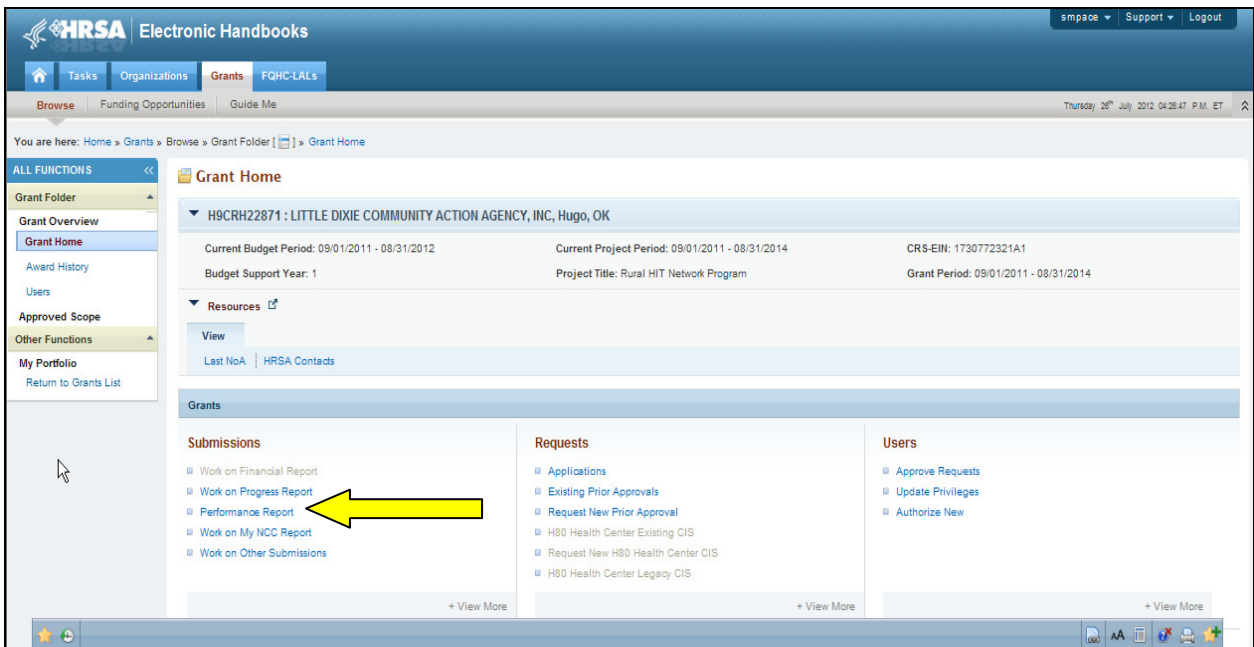 smpace Support Logout
HRSA Electronic Handbooks
Tasks Organizations Grants FQHC-LALs
Browse Funding Opportunities Guide Me Thursday 26th July 2012 04:26:47 P.M. ET
You are here: Home » Grants » Browse » Grant Folder [ ] » Grant Home
ALL FUNCTIONS «
Grant Home
Grant Folder
H9CRH22871 : LITTLE DIXIE COMMUNITY ACTION AGENCY, INC, Hugo, OK
Grant Overview
Grant Home
Current Budget Period: 09/01/2011 - 08/31/2012 Current Project Period: 09/01/2011 - 08/31/2014 CRS-EIN: 1730772321A1
Award History
Budget Support Year: 1 Project Title: Rural HIT Network Program Grant Period: 09/01/2011 - 08/31/2014
Users
Resources
Approved Scope
Other Functions
View
My Portfolio
Last NoA HRSA Contacts
Return to Grants List
Grants
Submissions Requests Users
Work on Financial Report Applications Approve Requests
Work on Progress Report Existing Prior Approvals Update Privileges
Performance Report Request New Prior Approval Authorize New
Work on My NCC Report H80 Health Center Existing CIS
Work on Other Submissions Request New H80 Health Center CIS
H80 Health Center Legacy CIS
+ View More + View More + View More
AA